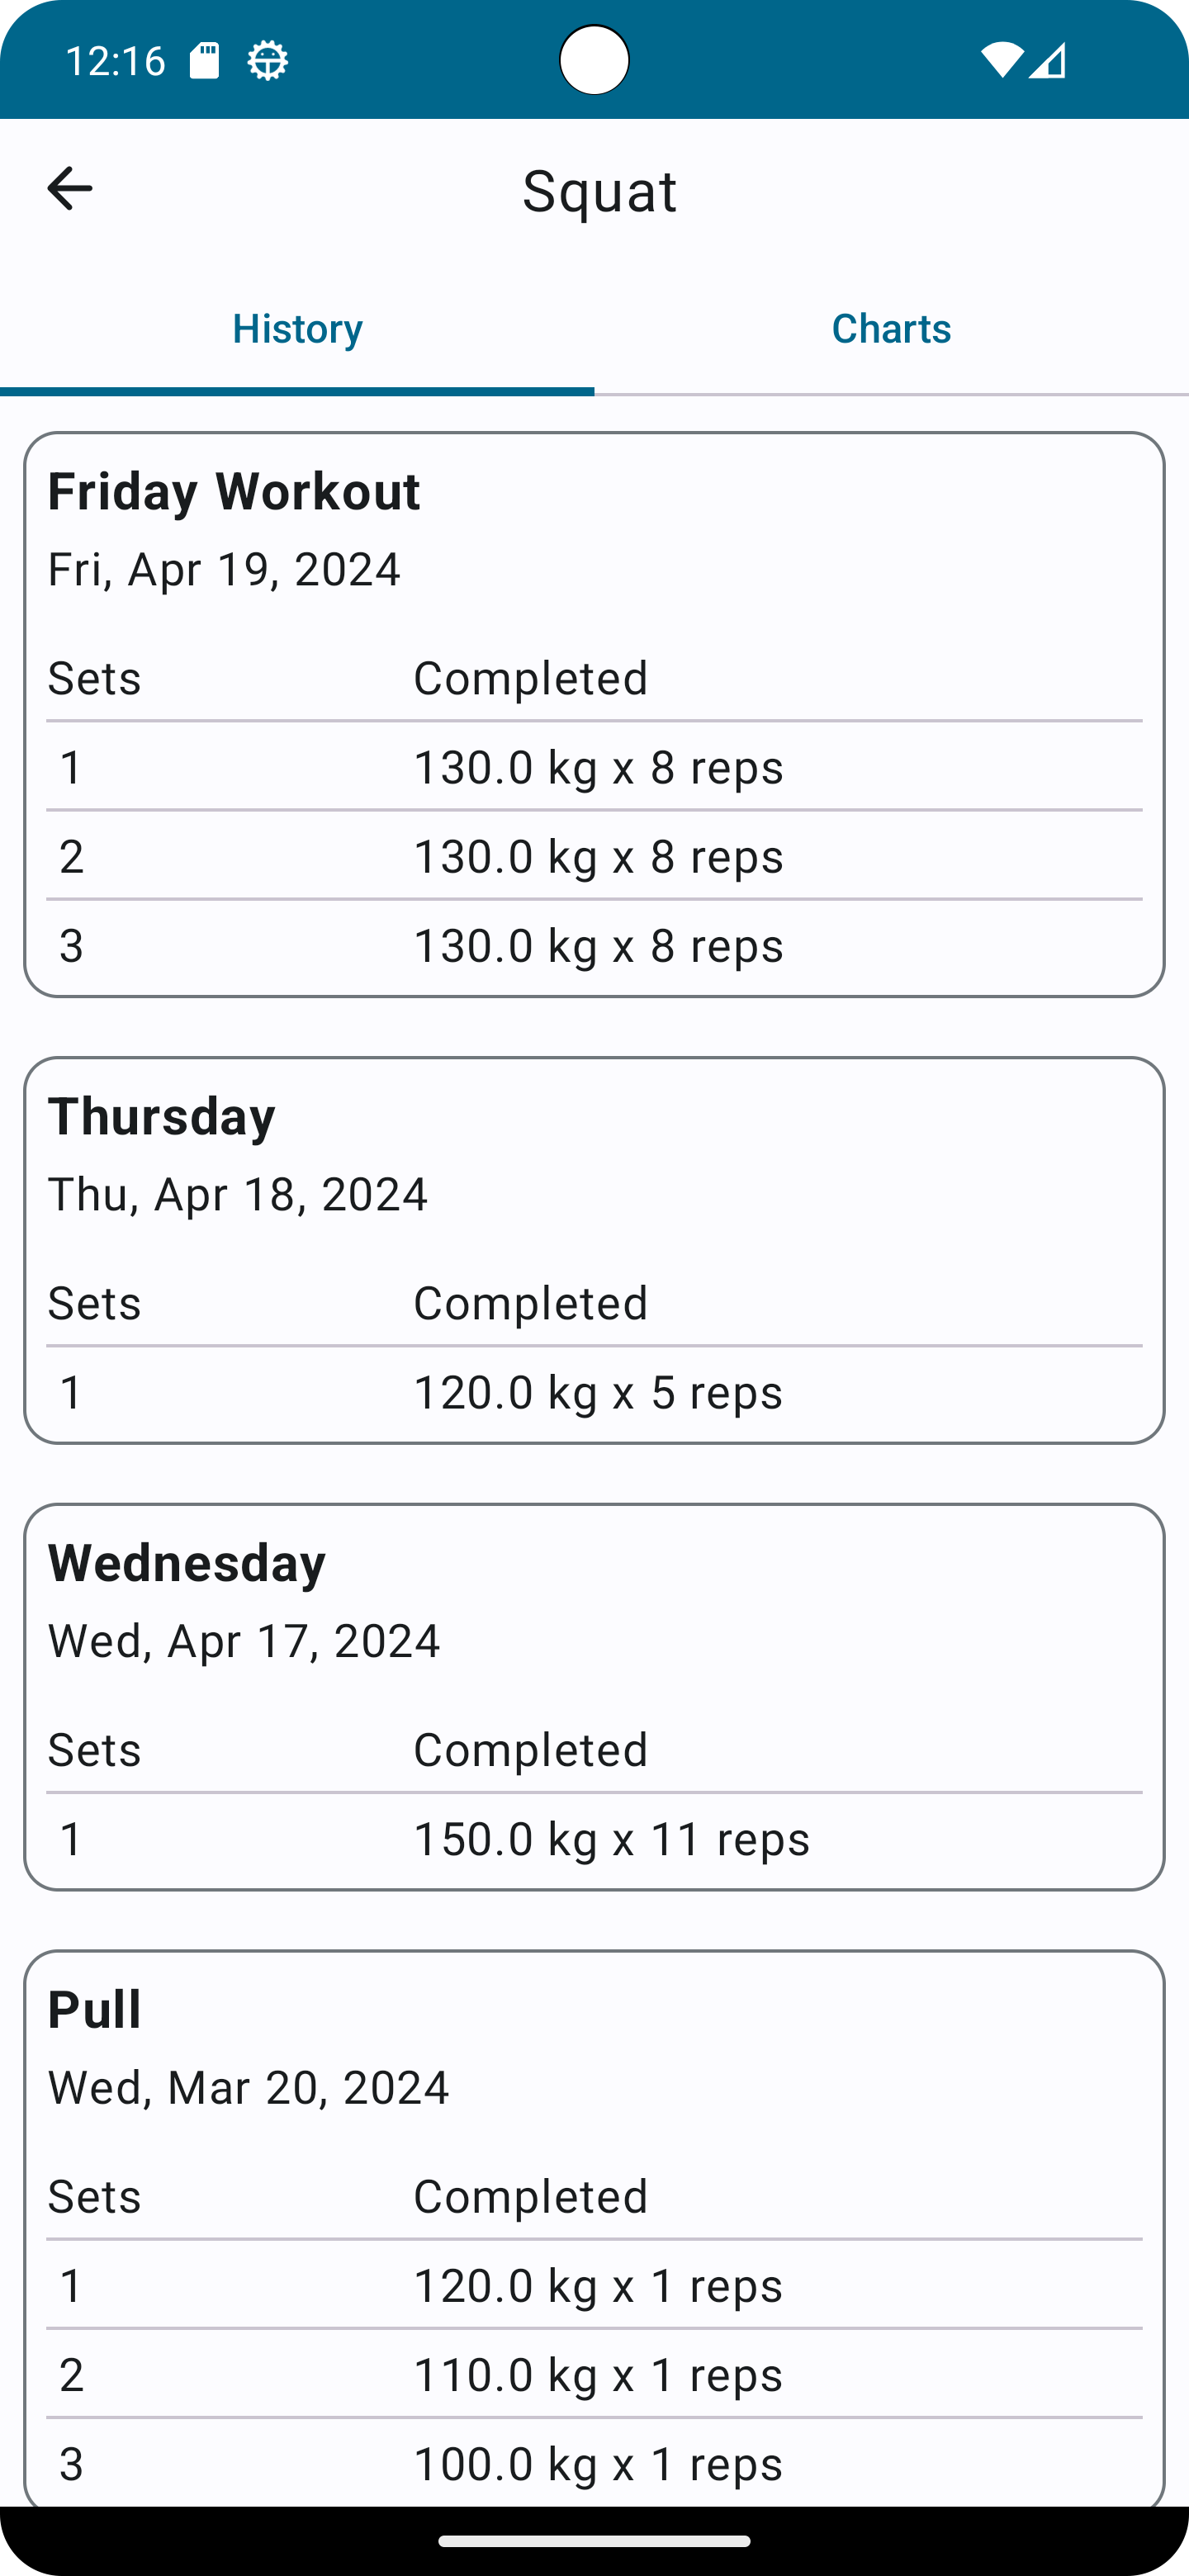 12:16
Squat
History Charts
Friday Workout
Fri, Apr 19, 2024
Sets Completed
1 130.0 kg x 8 reps
2 130.0 kg x 8 reps
3 130.0 kg x 8 reps
Thursday
Thu, Apr 18, 2024
Sets Completed
1 120.0 kg x 5 reps
Wednesday
Wed, Apr 17, 2024
Sets Completed
1 150.0 kg x 11 reps
Pull
Wed, Mar 20, 2024
Sets Completed
1 120.0 kg x 1 reps
2 110.0 kg x 1 reps
3 100.0 kg x 1 reps